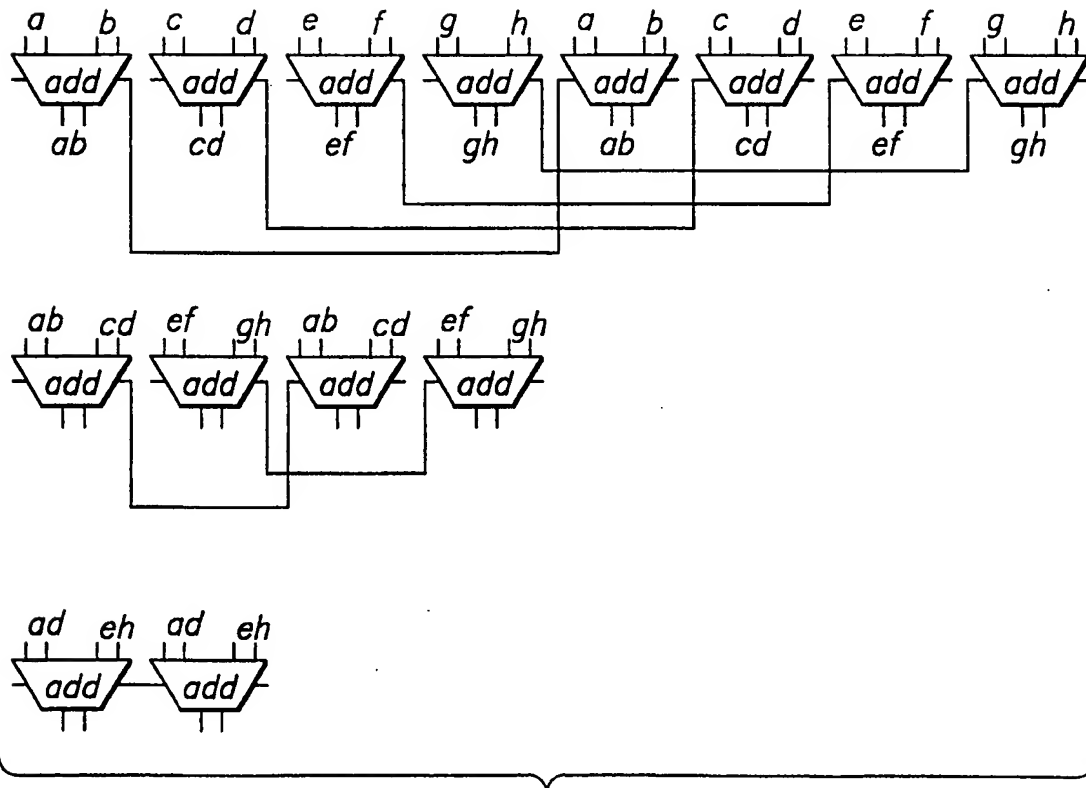 a b c d e f g h a b c d e f g h
add add add add add add add add
ab cd ef gh ab cd ef gh
ab cd ef gh ab cd ef gh
add add add add
ad eh ad eh
add add